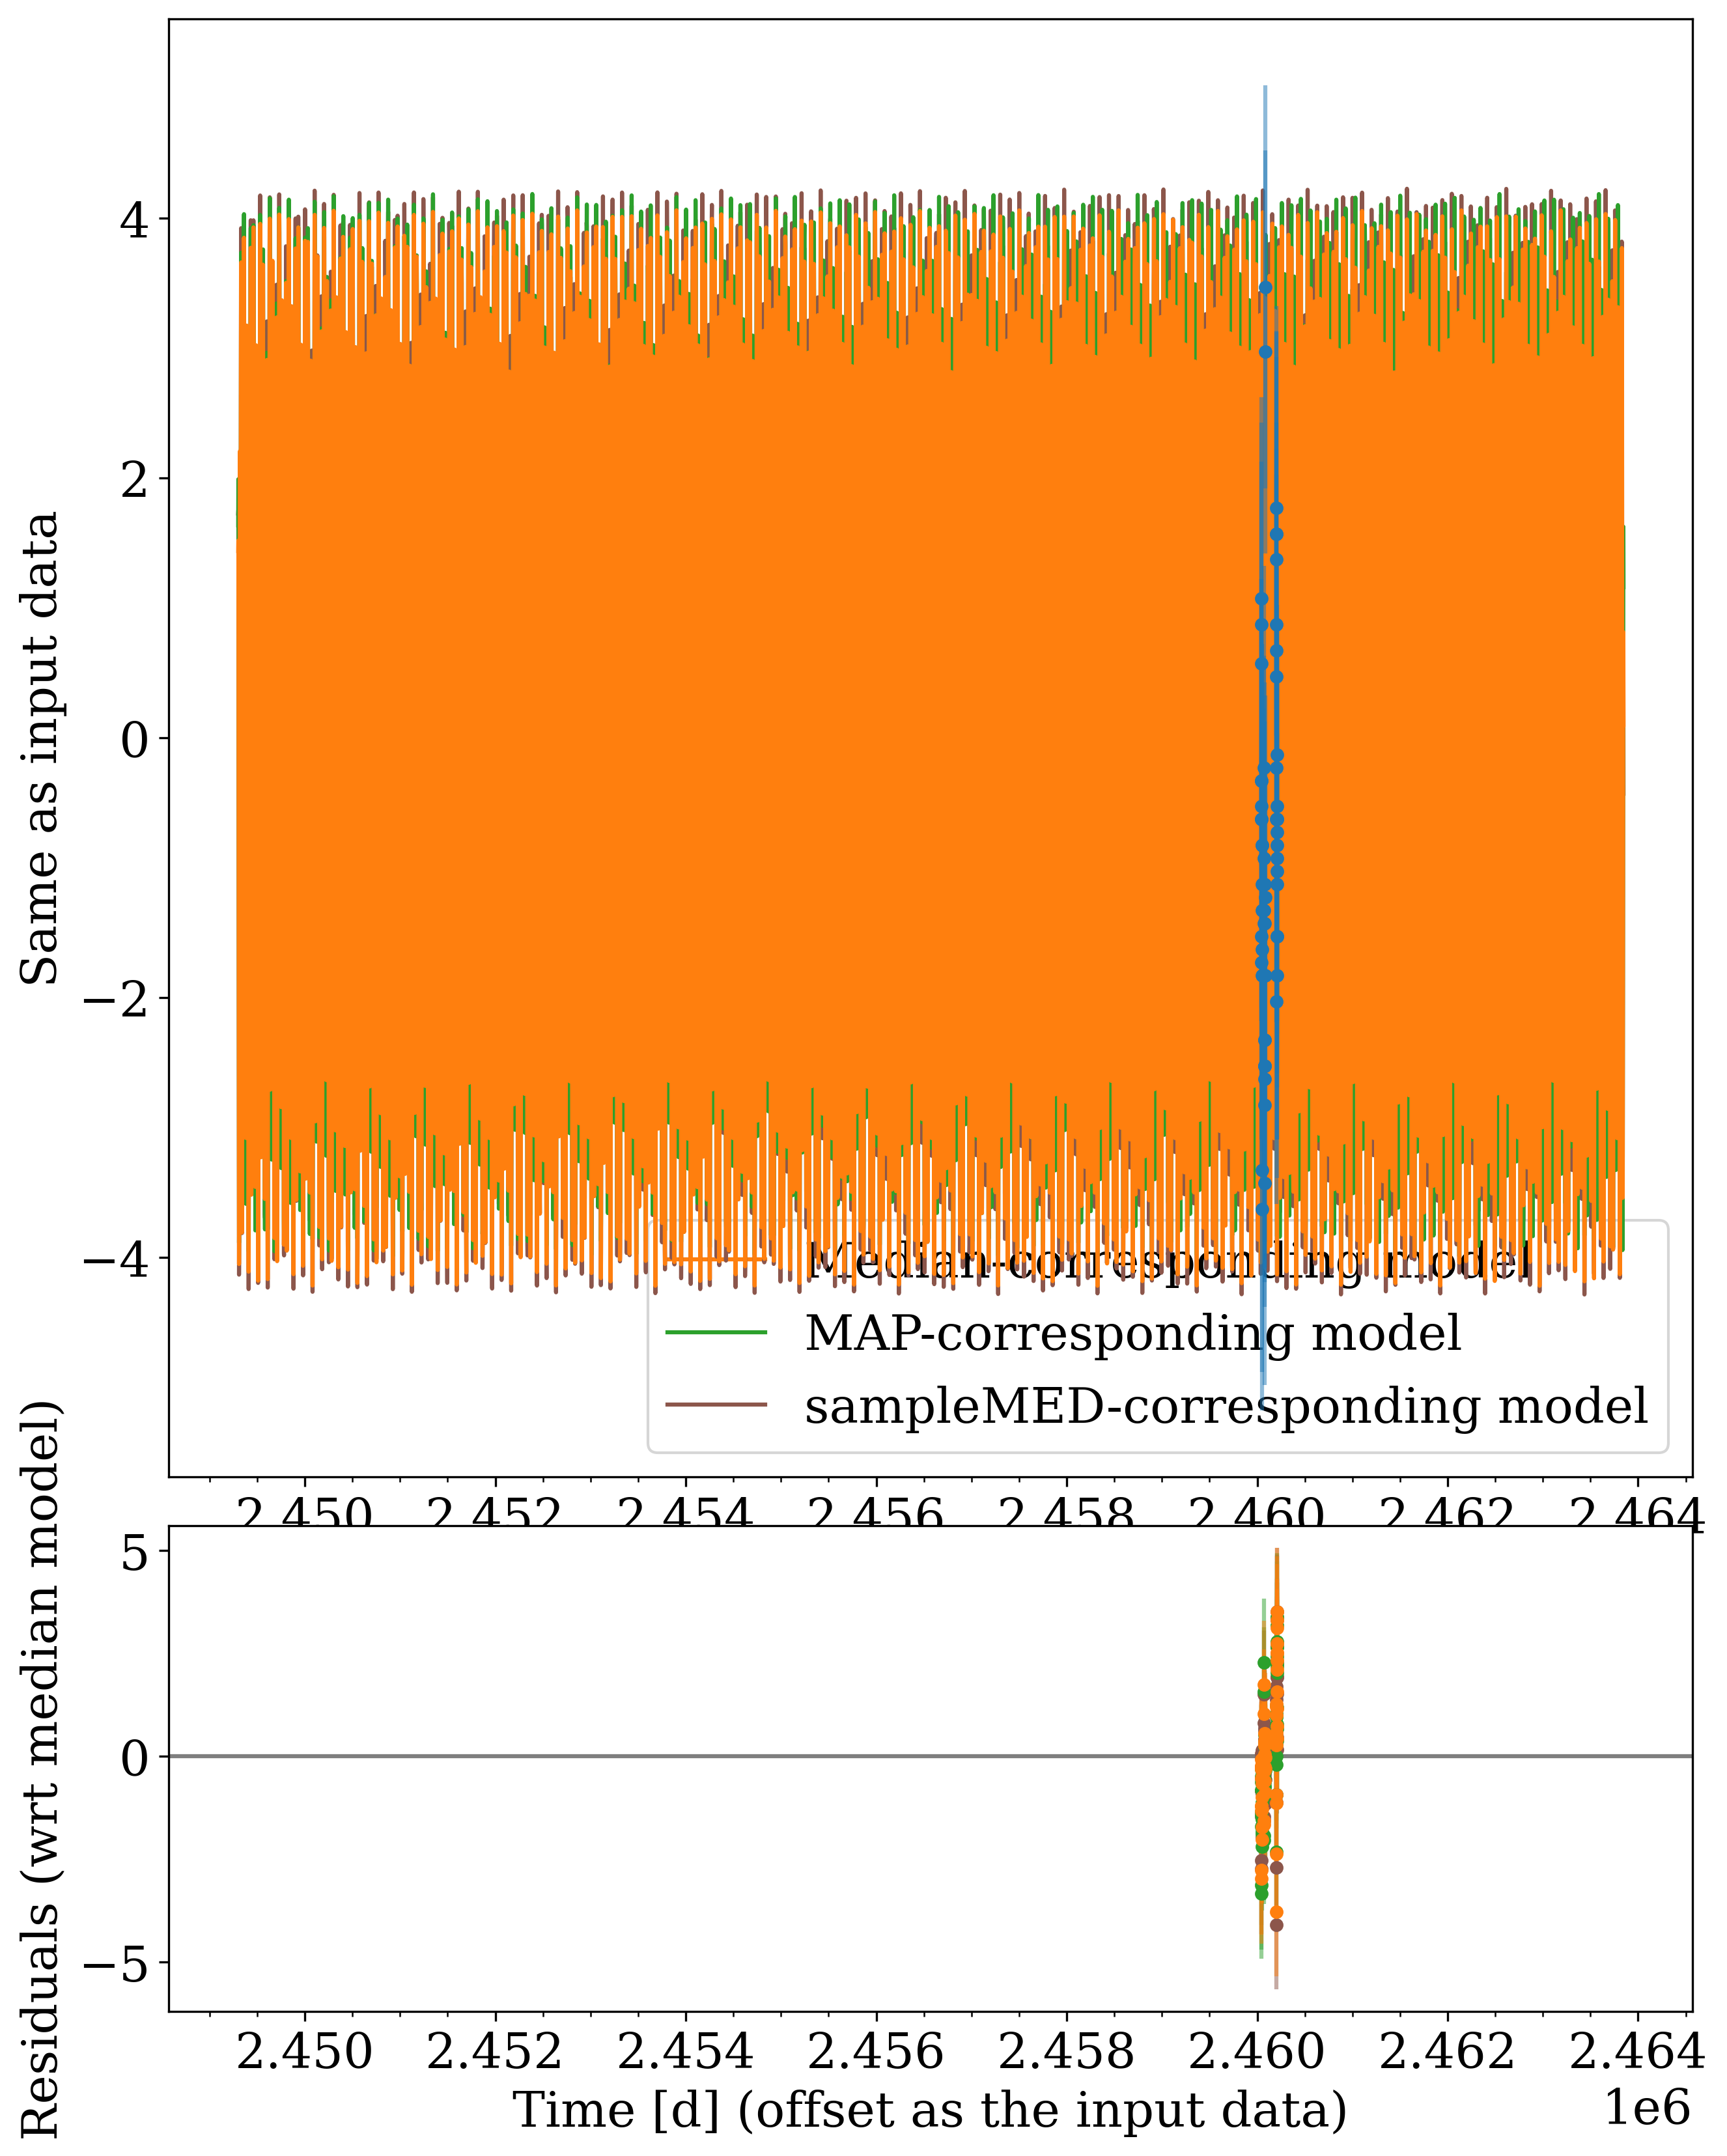 4
2
0
−2
−4
Same as input data
Median-corresponding model
MAP-corresponding model
sampleMED-corresponding model
2.450 2.452 2.454 2.456 2.458 2.460 2.462 2.464
5
0
−5
Residuals (wrt median model)
2.450 2.452 2.454 2.456 2.458 2.460 2.462 2.464
Time [d] (offset as the input data)
1e6